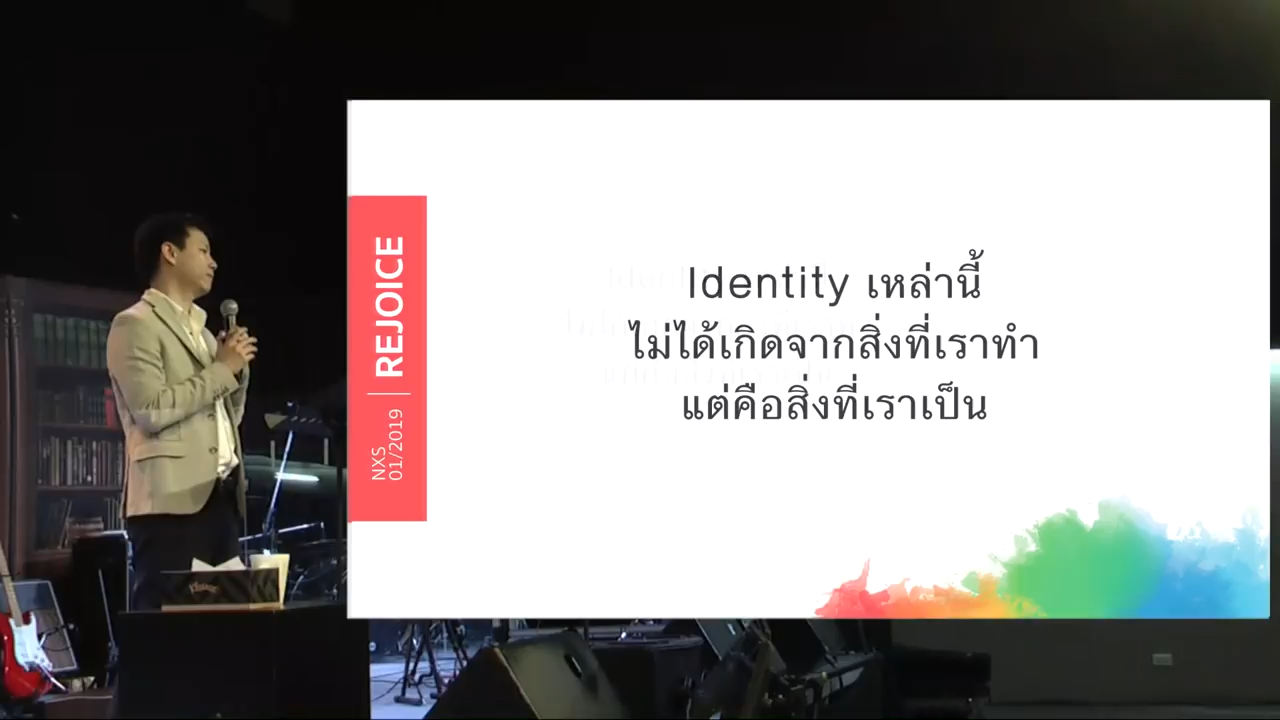 REJOICE
NXS
01/2019
Identity เหล่านี้
ไม่ได้เกิดจากสิ่งที่เราทำ
แต่คือสิ่งที่เราเป็น
Kleenex